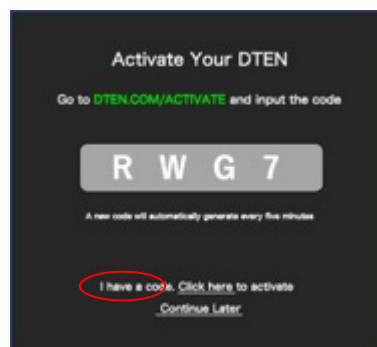 Activate Your DTEN
Go to DTEN.COM/ACTIVATE and input the code
R W G 7
A new code will automatically generate every five minutes
I have a code. Click here to activate
Continue Later